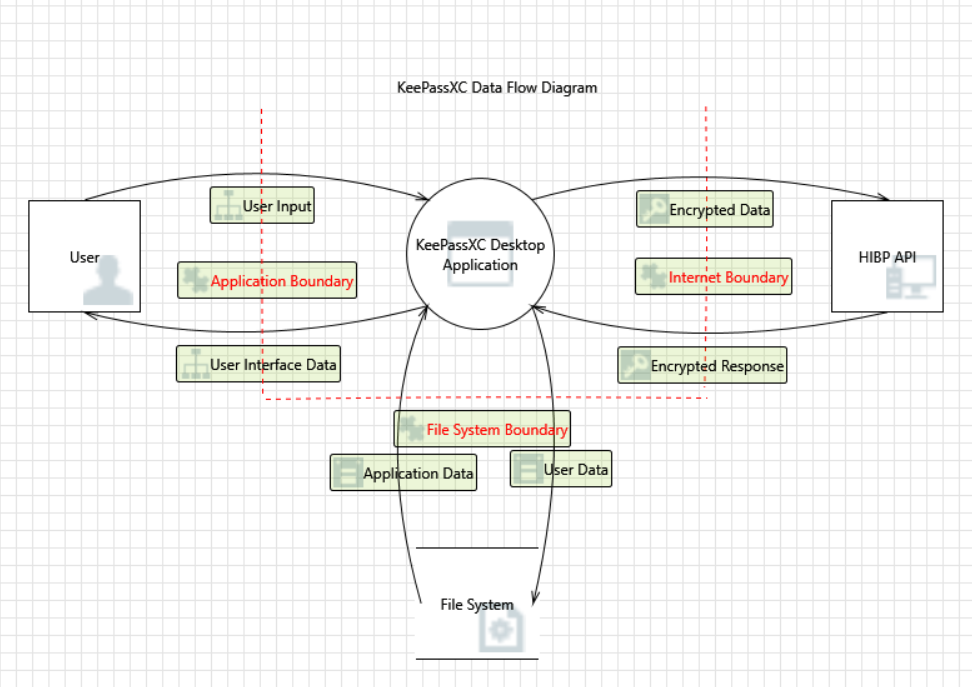 KeePassXC Data Flow Diagram
User Input
Encrypted Data
User
KeePassXC Desktop
Application
HIBP API
Application Boundary
Internet Boundary
User Interface Data
Encrypted Response
File System Boundary
Application Data
User Data
File System